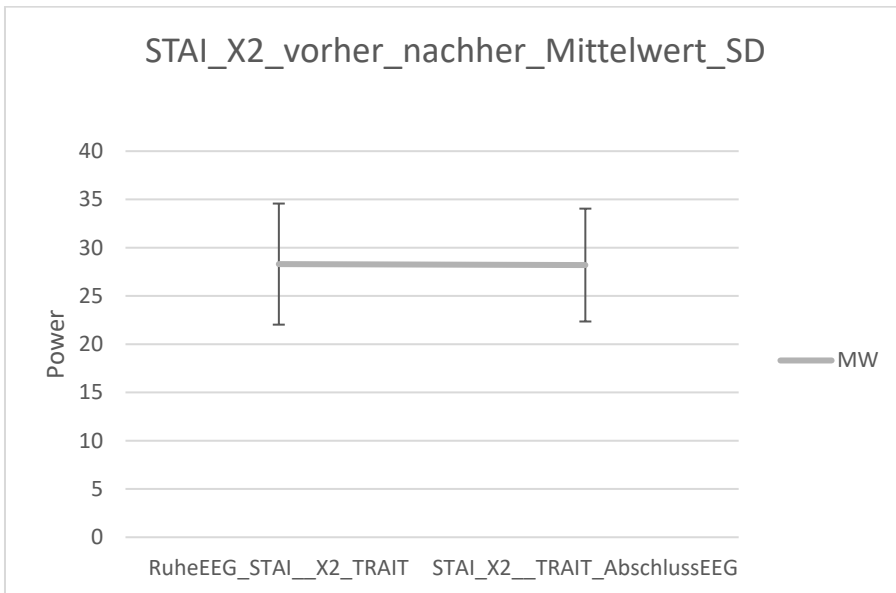 STAI_X2_vorher_nachher_Mittelwert_SD
40
35
30
25
20
15
10
5
0
Power
MW
RuheEEG_STAI__X2_TRAIT STAI_X2__TRAIT_AbschlussEEG